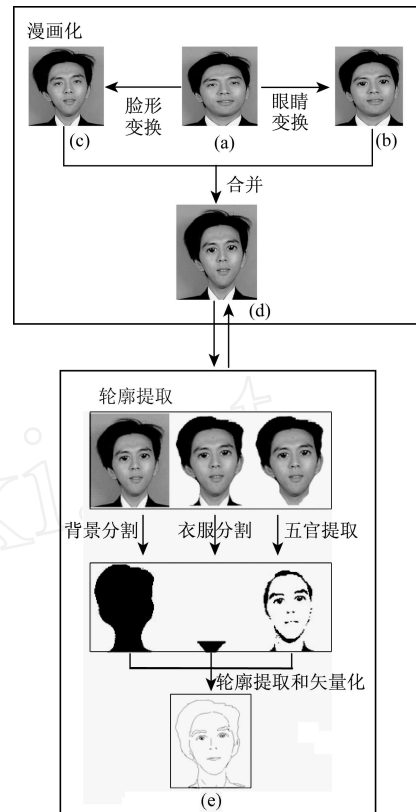 漫画化
脸形
变换
眼睛
变换
(c)
(a)
(b)
合并
(d)
轮廓提取
背景分割
衣服分割
五官提取
轮廓提取和矢量化
(e)